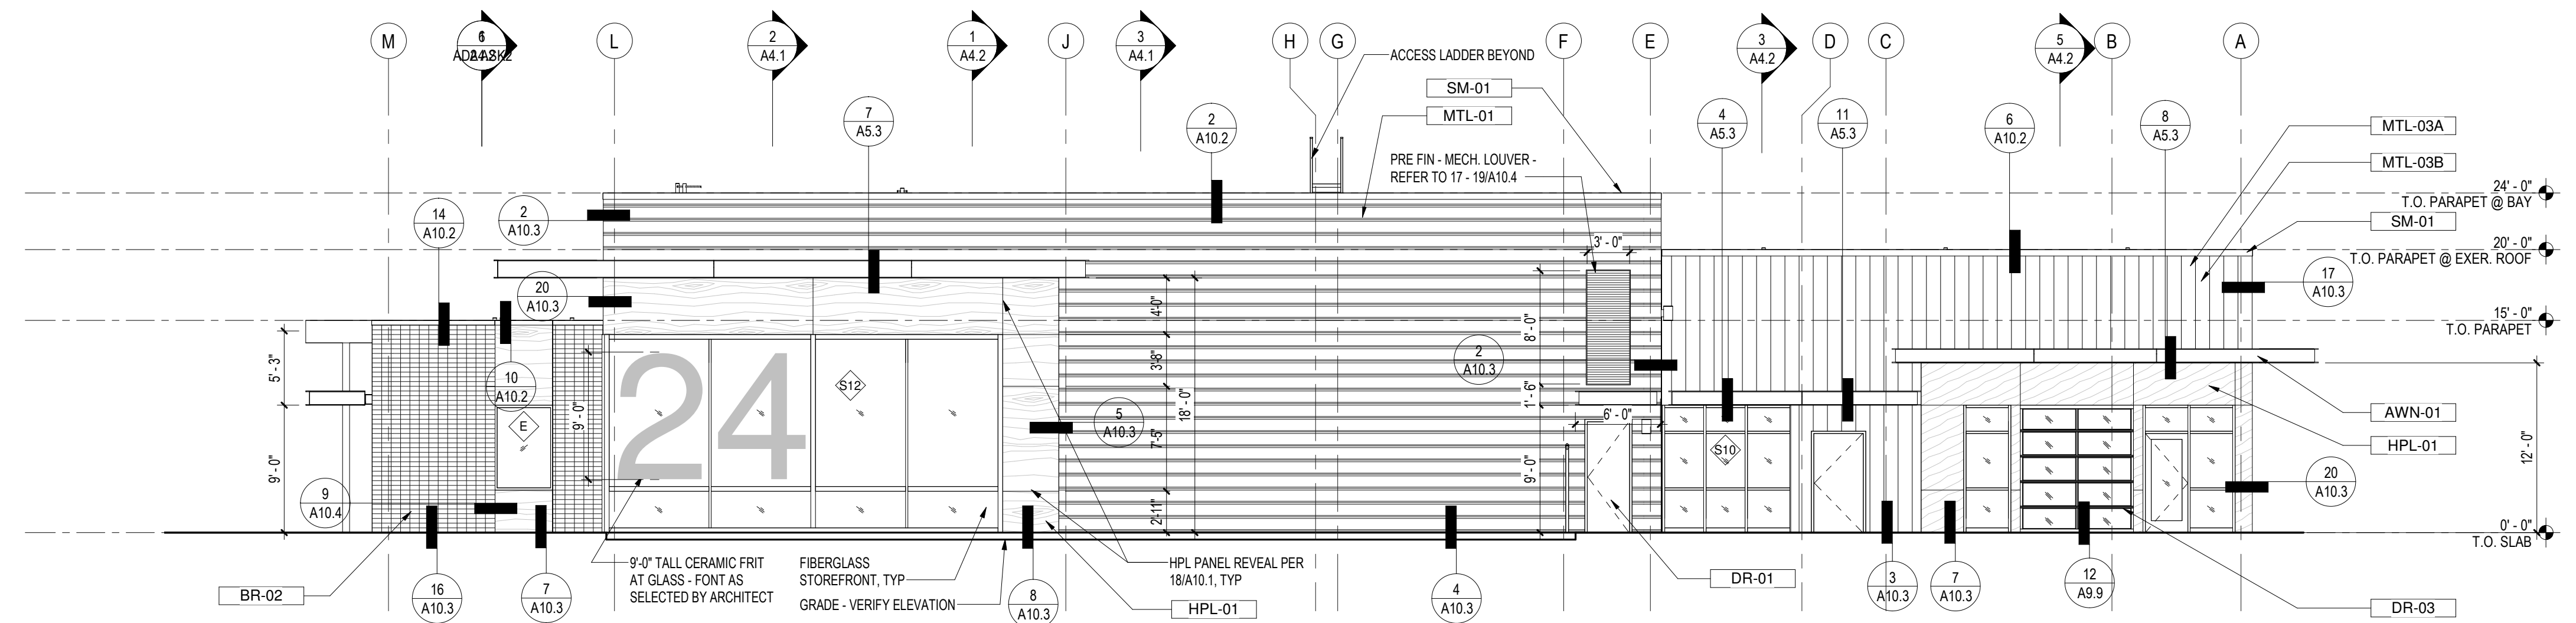 M
6
1
L
2
A4.1
1
A4.2
J
3
A4.1
H
G
F
E
3
A4.2
D
C
5
A4.2
B
A
ACCESS LADDER BEYOND
SM-01
MTL-01
PRE FIN - MECH. LOUVER -
REFER TO 17 - 19/A10.4
7
A5.3
2
A10.2
4
A5.3
11
A5.3
6
A10.2
8
A5.3
MTL-03A
MTL-03B
24' - 0"
T.O. PARAPET @ BAY
SM-01
20' - 0"
T.O. PARAPET @ EXER. ROOF
17
A10.3
15' - 0"
T.O. PARAPET
14
A10.2
2
A10.3
20
A10.3
3' - 0"
4'-0"
8' - 0"
5' - 3"
10
A10.2
3'-8"
18' - 0"
2
A10.3
1' - 6"
24
S12
E
9' - 0"
5
A10.3
7'-5"
6' - 0"
S10
AWN-01
HPL-01
12' - 0"
9' - 0"
9
A10.4
2'-11"
9' - 0"
20
A10.3
0' - 0"
T.O. SLAB
BR-02
16
A10.3
7
A10.3
9'-0" TALL CERAMIC FRIT
AT GLASS - FONT AS
SELECTED BY ARCHITECT
FIBERGLASS
STOREFRONT, TYP
GRADE - VERIFY ELEVATION
8
A10.3
HPL PANEL REVEAL PER
18/A10.1, TYP
HPL-01
4
A10.3
DR-01
3
A10.3
7
A10.3
12
A9.9
DR-03